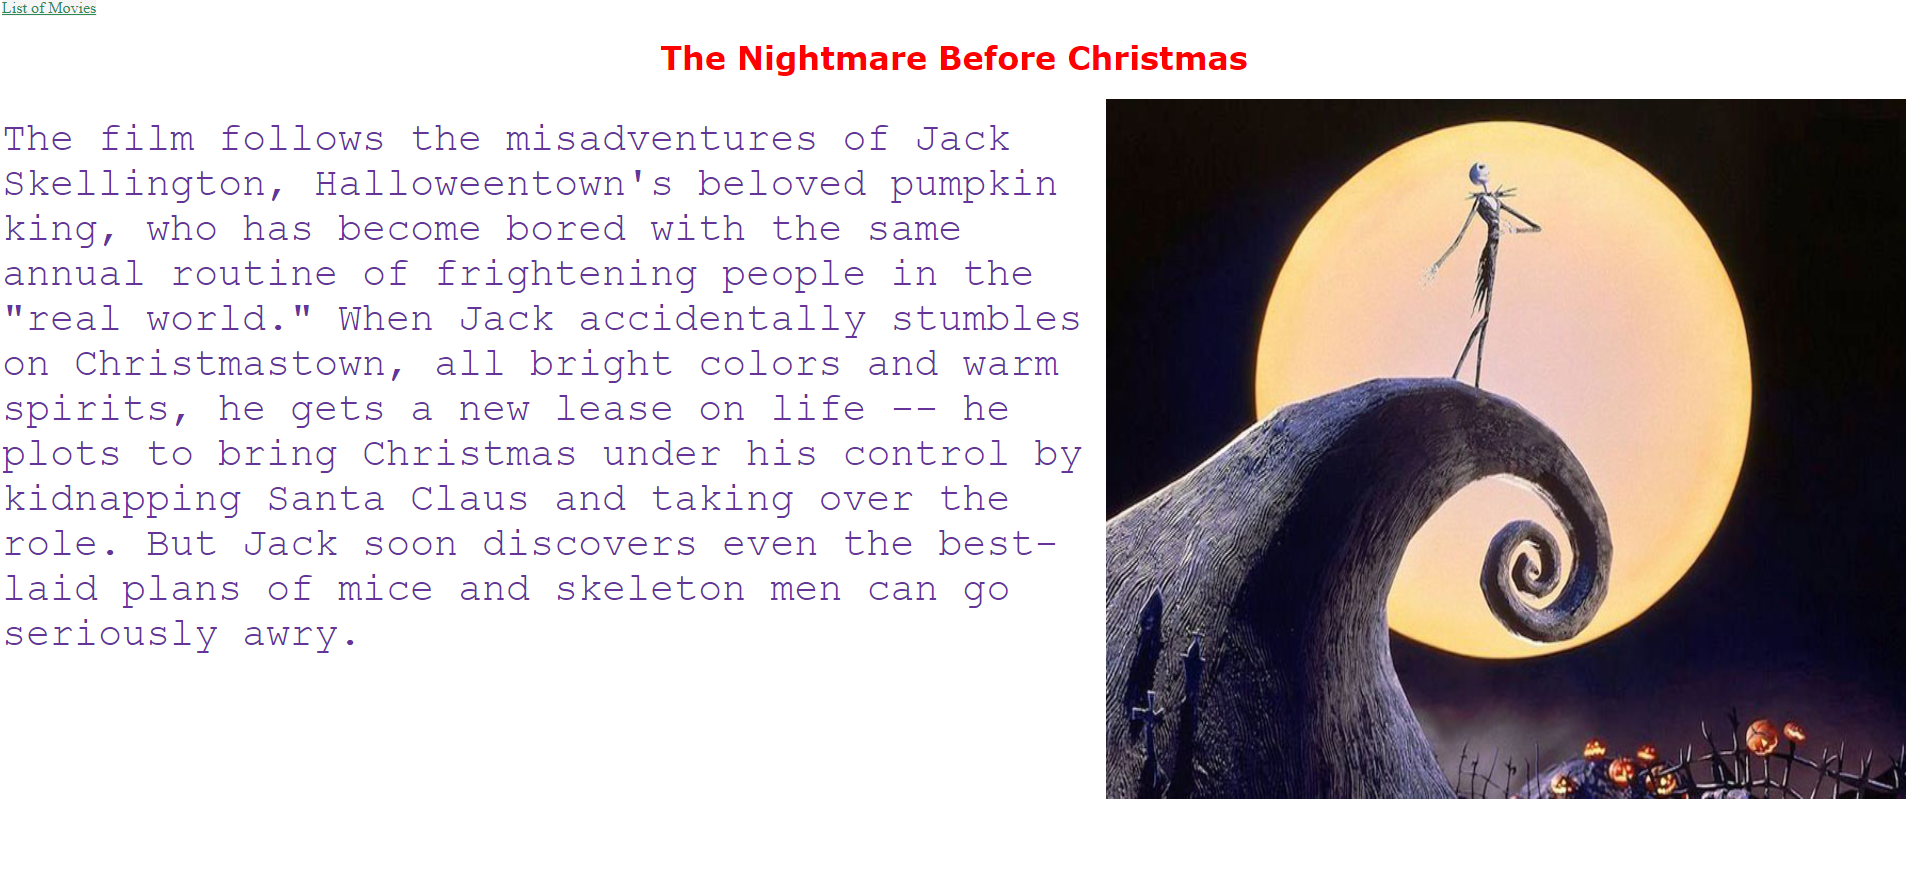 List of Movies
The Nightmare Before Christmas
The film follows the misadventures of Jack
Skellington, Halloweentown's beloved pumpkin
king, who has become bored with the same
annual routine of frightening people in the
"real world." When Jack accidentally stumbles
on Christmastown, all bright colors and warm
spirits, he gets a new lease on life -- he
plots to bring Christmas under his control by
kidnapping Santa Claus and taking over the
role. But Jack soon discovers even the best-
laid plans of mice and skeleton men can go
seriously awry.